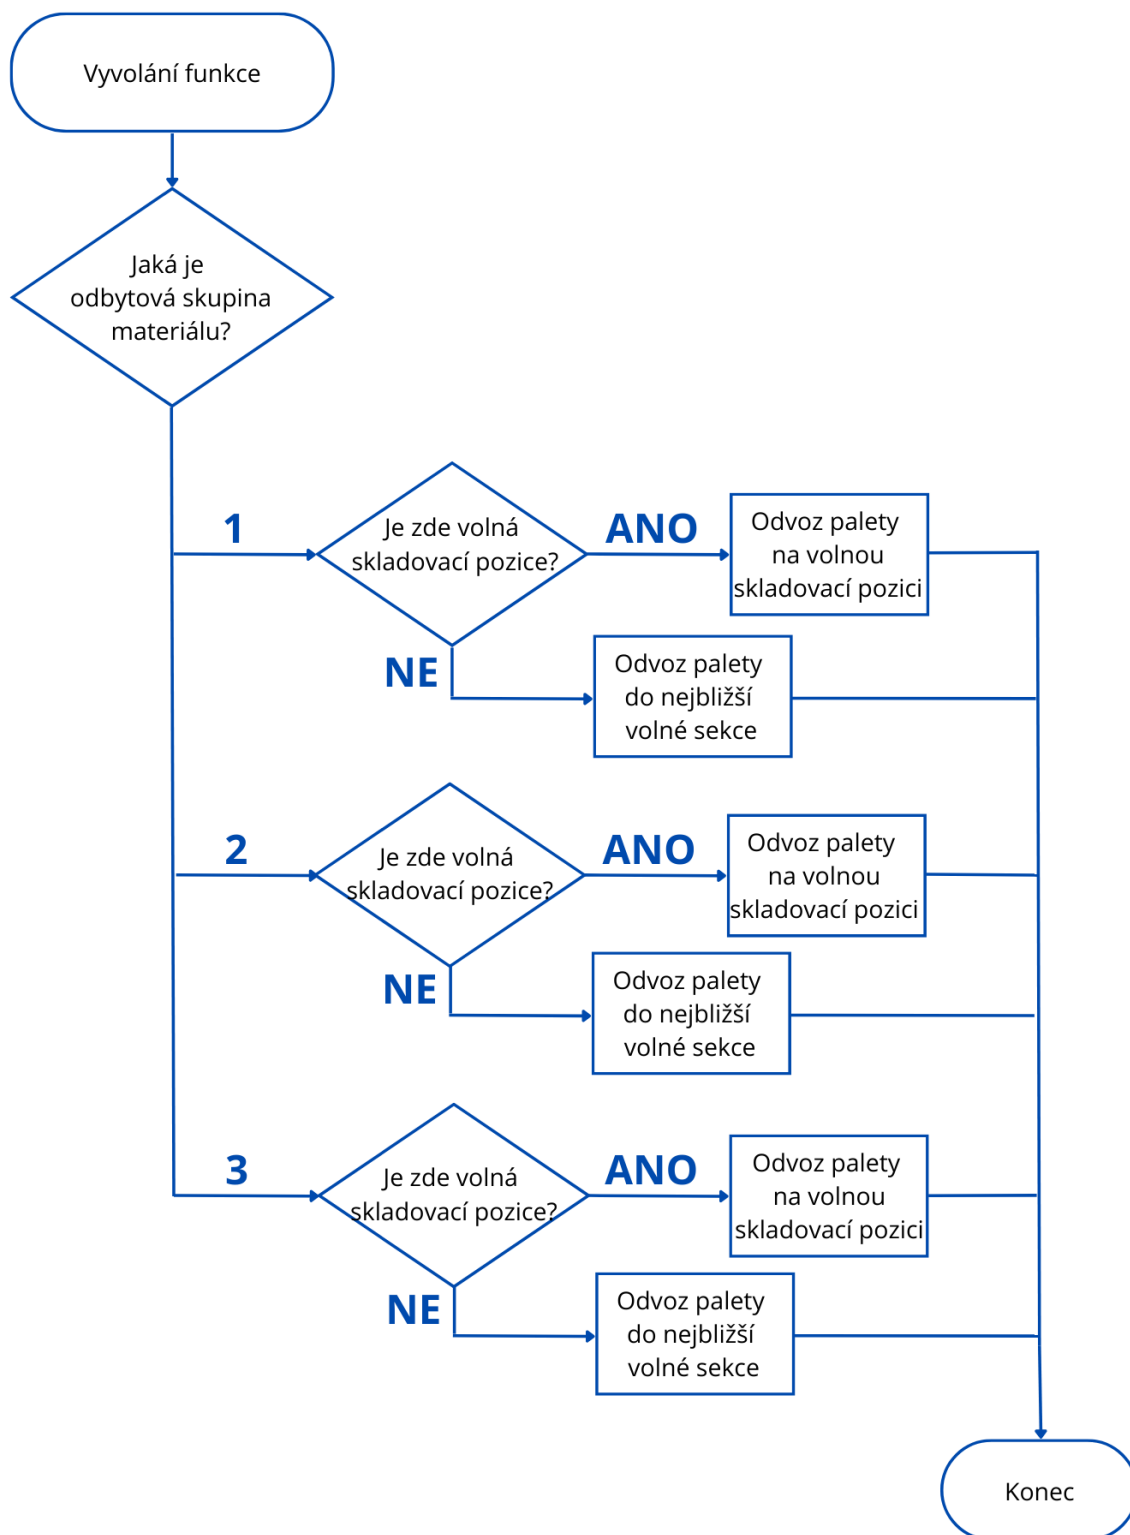 Vyvolání funkce
Jaká je
odbytová skupina
materiálu?
1
Je zde volná
skladovací pozice?
ANO
Odvoz palety
na volnou
skladovací pozici
NE
Odvoz palety
do nejbližší
volné sekce
2
Je zde volná
skladovací pozice?
ANO
Odvoz palety
na volnou
skladovací pozici
NE
Odvoz palety
do nejbližší
volné sekce
3
Je zde volná
skladovací pozice?
ANO
Odvoz palety
na volnou
skladovací pozici
NE
Odvoz palety
do nejbližší
volné sekce
Konec